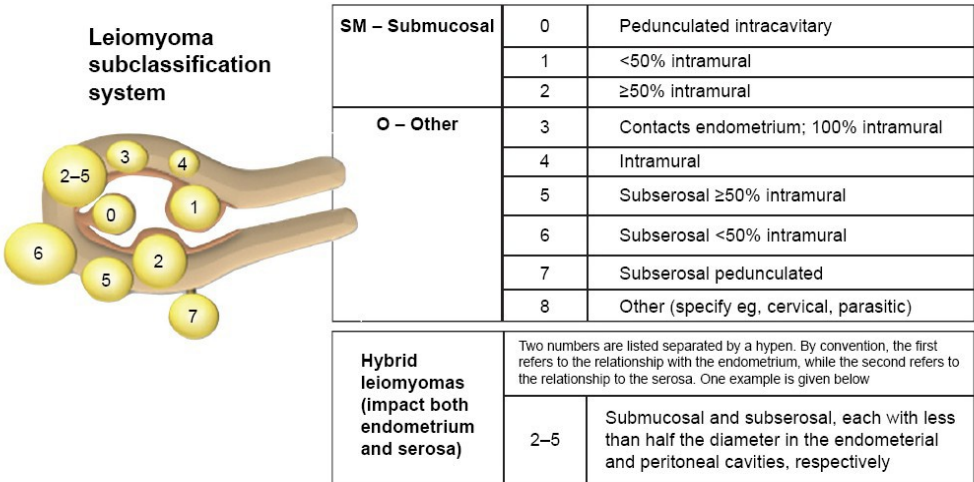 Leiomyoma
subclassification
system
2–5
3
4
0
1
6
5
2
7
SM – Submucosal
0
Pedunculated intracavitary
1
<50% intramural
2
≥50% intramural
O – Other
3
Contacts endometrium; 100% intramural
4
Intramural
5
Subserosal ≥50% intramural
6
Subserosal <50% intramural
7
Subserosal pedunculated
8
Other (specify eg, cervical, parasitic)
Hybrid
leiomyomas
(impact both
endometrium
and serosa)
Two numbers are listed separated by a hypen. By convention, the first
refers to the relationship with the endometrium, while the second refers to
the relationship to the serosa. One example is given below
2–5
Submucosal and subserosal, each with less
than half the diameter in the endometerial
and peritoneal cavities, respectively